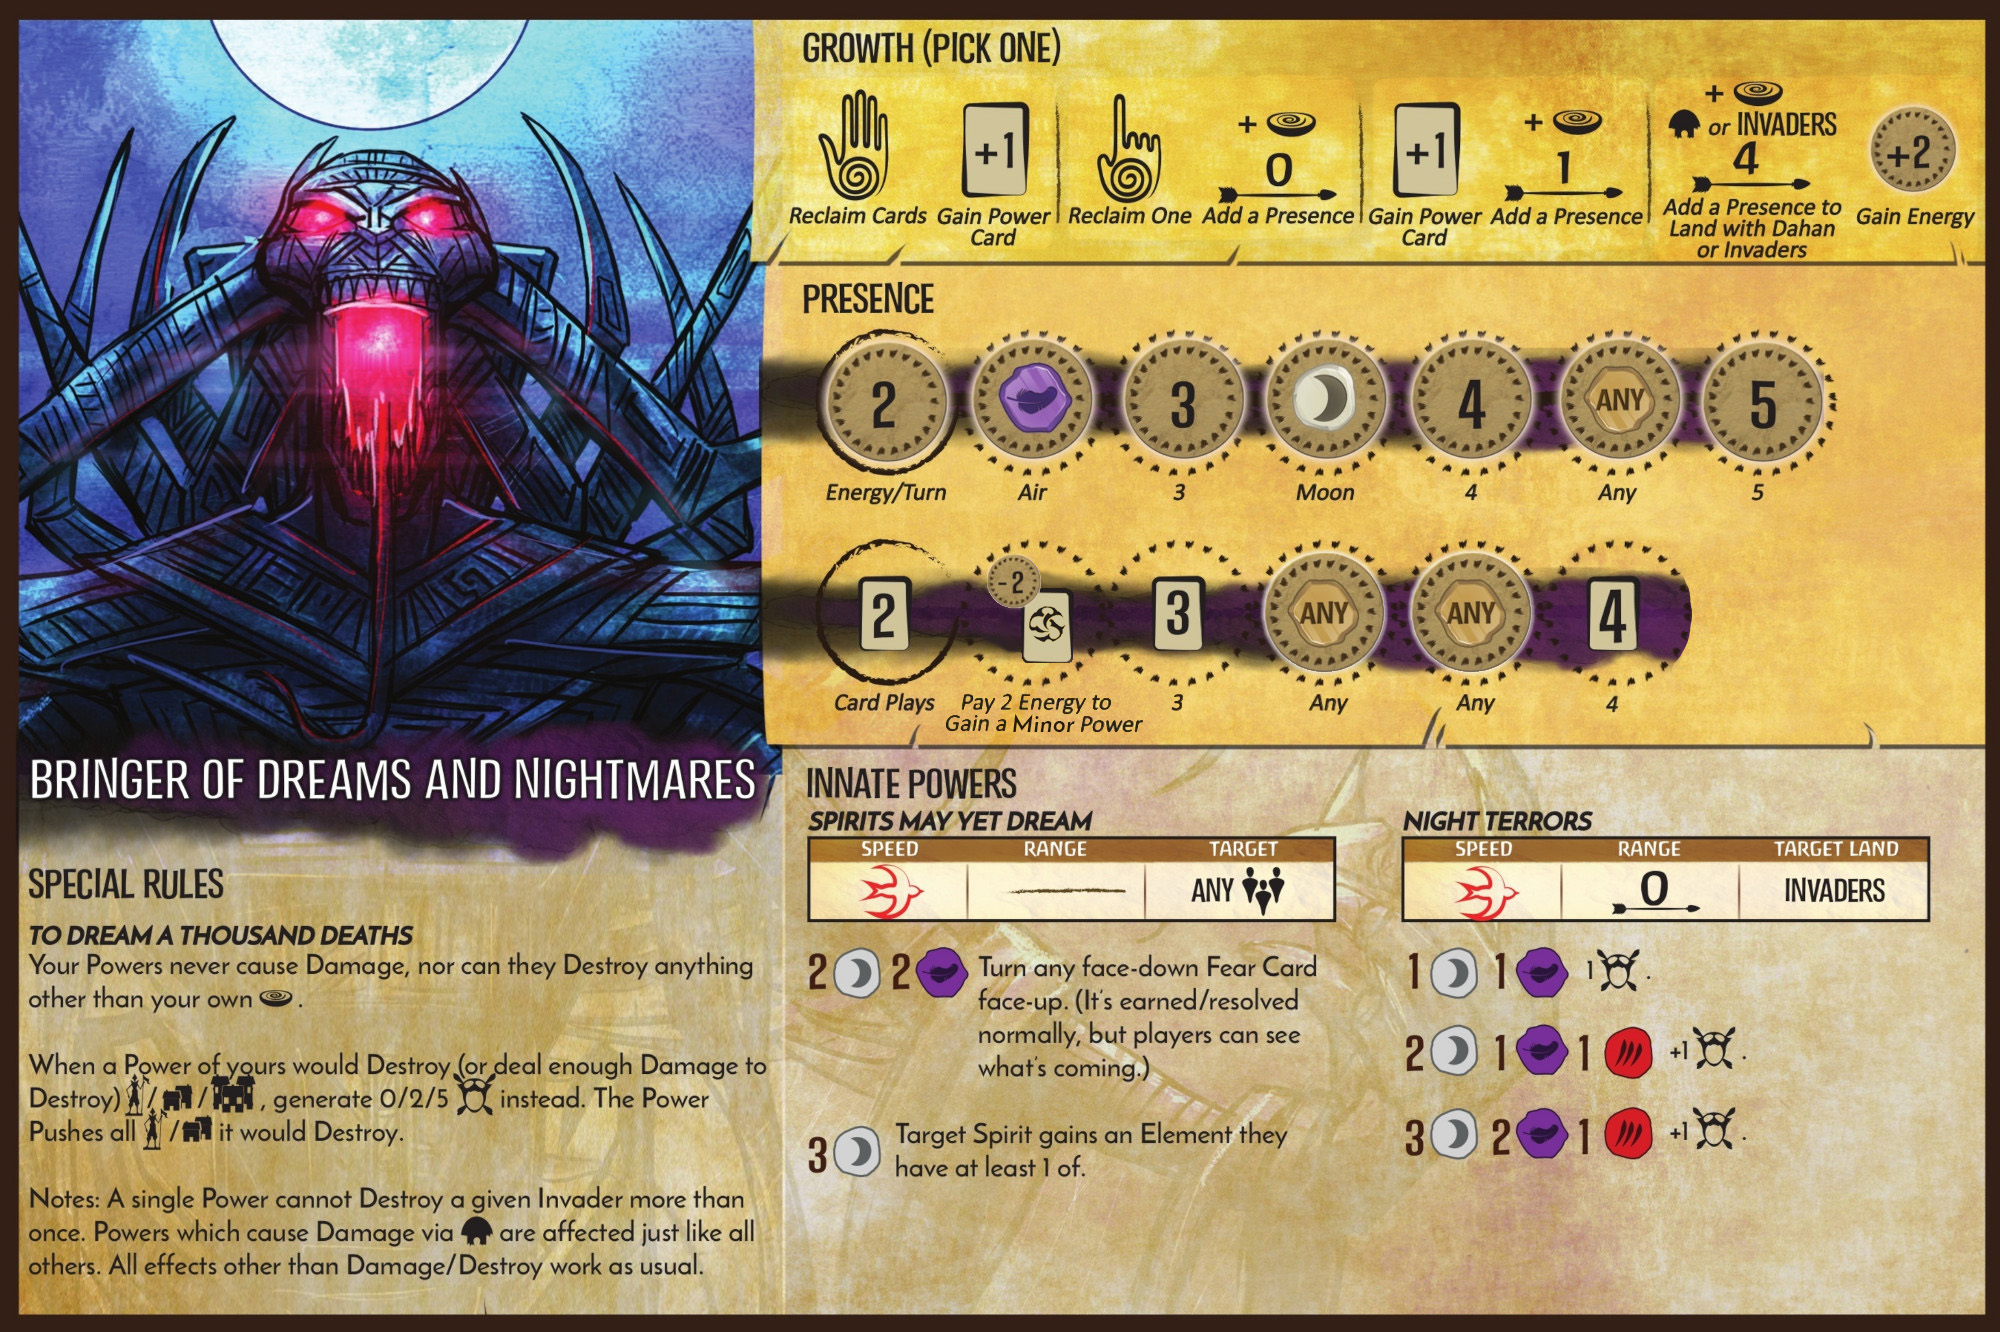 GROWTH (PICK ONE)
+1
+
0
+1
+
1
+
or INVADERS
4
+2
Reclaim Cards
Gain Power
Card
Reclaim One
Add a Presence
Gain Power
Card
Add a Presence
Add a Presence to
Land with Dahan
or Invaders
Gain Energy
PRESENCE
2
3
4
ANY
5
Energy/Turn
Air
3
Moon
4
Any
5
2
-2
3
ANY
ANY
4
Card Plays
Pay 2 Energy to
Gain a Minor Power
3
Any
Any
4
BRINGER OF DREAMS AND NIGHTMARES
SPECIAL RULES
TO DREAM A THOUSAND DEATHS
Your Powers never cause Damage, nor can they Destroy anything
other than your own .
When a Power of yours would Destroy (or deal enough Damage to
Destroy) / / , generate 0/2/5 instead. The Power
Pushes all / it would Destroy.
Notes: A single Power cannot Destroy a given Invader more than
once. Powers which cause Damage via are affected just like all
others. All effects other than Damage/Destroy work as usual.
INNATE POWERS
SPIRITS MAY YET DREAM
SPEED RANGE TARGET
ANY
2 2 Turn any face-down Fear Card
face-up. (It's earned/resolved
normally, but players can see
what's coming.)
3 Target Spirit gains an Element they
have at least 1 of.
NIGHT TERRORS
SPEED RANGE TARGET LAND
0 INVADERS
1 1 1 .
2 1 1 +1 .
3 2 1 +1 .